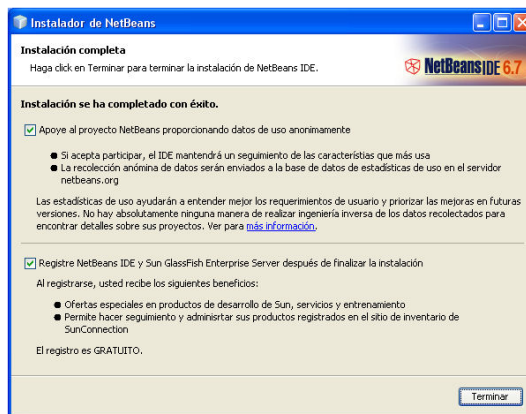 Instalador de NetBeans
Instalación completa
Haga click en Terminar para terminar la instalación de NetBeans IDE.
NetBeans IDE 6.7
Instalación se ha completado con éxito.
Apoye al proyecto NetBeans proporcionando datos de uso anonimamente
Si acepta participar, el IDE mantendrá un seguimiento de las características que más usa
La recolección anómina de datos serán enviados a la base de datos de estadísticas de uso en el servidor
netbeans.org
Las estadísticas de uso ayudarán a entender mejor los requerimientos de usuario y priorizar las mejoras en futuras
versiones. No hay absolutamente ninguna manera de realizar ingeniería inversa de los datos recolectados para
encontrar detalles sobre sus proyectos. Ver para más información.
Registre NetBeans IDE y Sun GlassFish Enterprise Server después de finalizar la instalación
Al registrarse, usted recibe los siguientes beneficios:
Ofertas especiales en productos de desarrollo de Sun, servicios y entrenamiento
Permite hacer seguimiento y adminisrtar sus productos registrados en el sitio de inventario de
SunConnection
El registro es GRATUITO.
Terminar